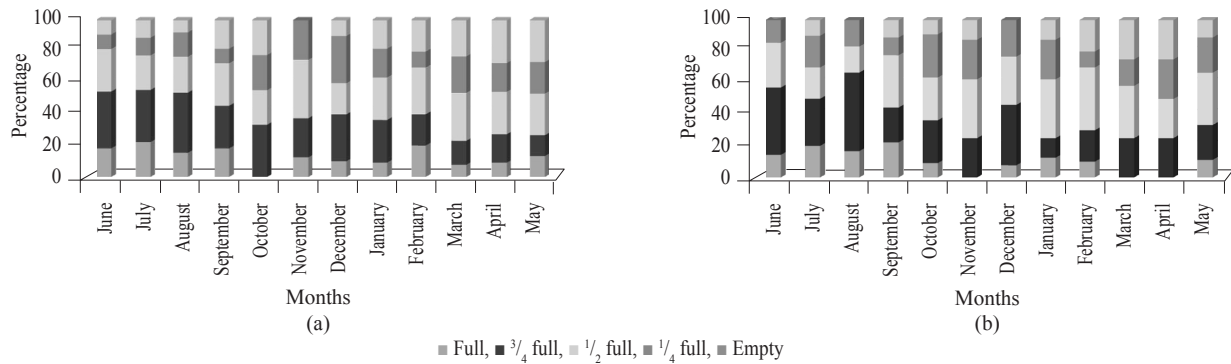 100
80
60
40
20
0
Percentage
June
July
August
September
October
November
December
January
February
March
April
May
Months
(a)
100
80
60
40
20
0
Percentage
June
July
August
September
October
November
December
January
February
March
April
May
Months
(b)
Full, 3/4 full, 1/2 full, 1/4 full, Empty